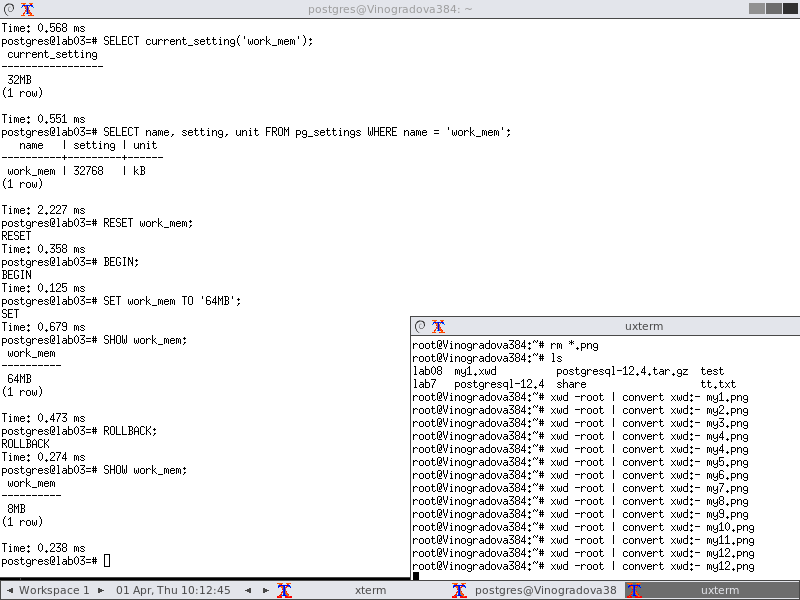 postgres@Vinogradova384: ~
Time: 0.568 ms
postgres@lab03=# SELECT current_setting('work_mem');
 current_setting
-----------------
 32MB
(1 row)

Time: 0.551 ms
postgres@lab03=# SELECT name, setting, unit FROM pg_settings WHERE name = 'work_mem';
   name   | setting | unit
----------+---------+------
 work_mem | 32768   | kB
(1 row)

Time: 2.227 ms
postgres@lab03=# RESET work_mem;
RESET
Time: 0.358 ms
postgres@lab03=# BEGIN;
BEGIN
Time: 0.125 ms
postgres@lab03=# SET work_mem TO '64MB';
SET
Time: 0.679 ms
postgres@lab03=# SHOW work_mem;
 work_mem
----------
 64MB
(1 row)

Time: 0.473 ms
postgres@lab03=# ROLLBACK;
ROLLBACK
Time: 0.274 ms
postgres@lab03=# SHOW work_mem;
 work_mem
----------
 8MB
(1 row)

Time: 0.238 ms
postgres@lab03=#
uxterm
root@Vinogradova384:~# rm *.png
root@Vinogradova384:~# ls
lab08  my1.xwd          postgresql-12.4.tar.gz  test
lab7   postgresql-12.4  share                   tt.txt
root@Vinogradova384:~# xwd -root | convert xwd:- my1.png
root@Vinogradova384:~# xwd -root | convert xwd:- my2.png
root@Vinogradova384:~# xwd -root | convert xwd:- my3.png
root@Vinogradova384:~# xwd -root | convert xwd:- my4.png
root@Vinogradova384:~# xwd -root | convert xwd:- my4.png
root@Vinogradova384:~# xwd -root | convert xwd:- my5.png
root@Vinogradova384:~# xwd -root | convert xwd:- my6.png
root@Vinogradova384:~# xwd -root | convert xwd:- my7.png
root@Vinogradova384:~# xwd -root | convert xwd:- my8.png
root@Vinogradova384:~# xwd -root | convert xwd:- my9.png
root@Vinogradova384:~# xwd -root | convert xwd:- my10.png
root@Vinogradova384:~# xwd -root | convert xwd:- my11.png
root@Vinogradova384:~# xwd -root | convert xwd:- my12.png
root@Vinogradova384:~# xwd -root | convert xwd:- my12.png
Workspace 1 01 Apr, Thu 10:12:45 xterm postgres@Vinogradova38 uxterm